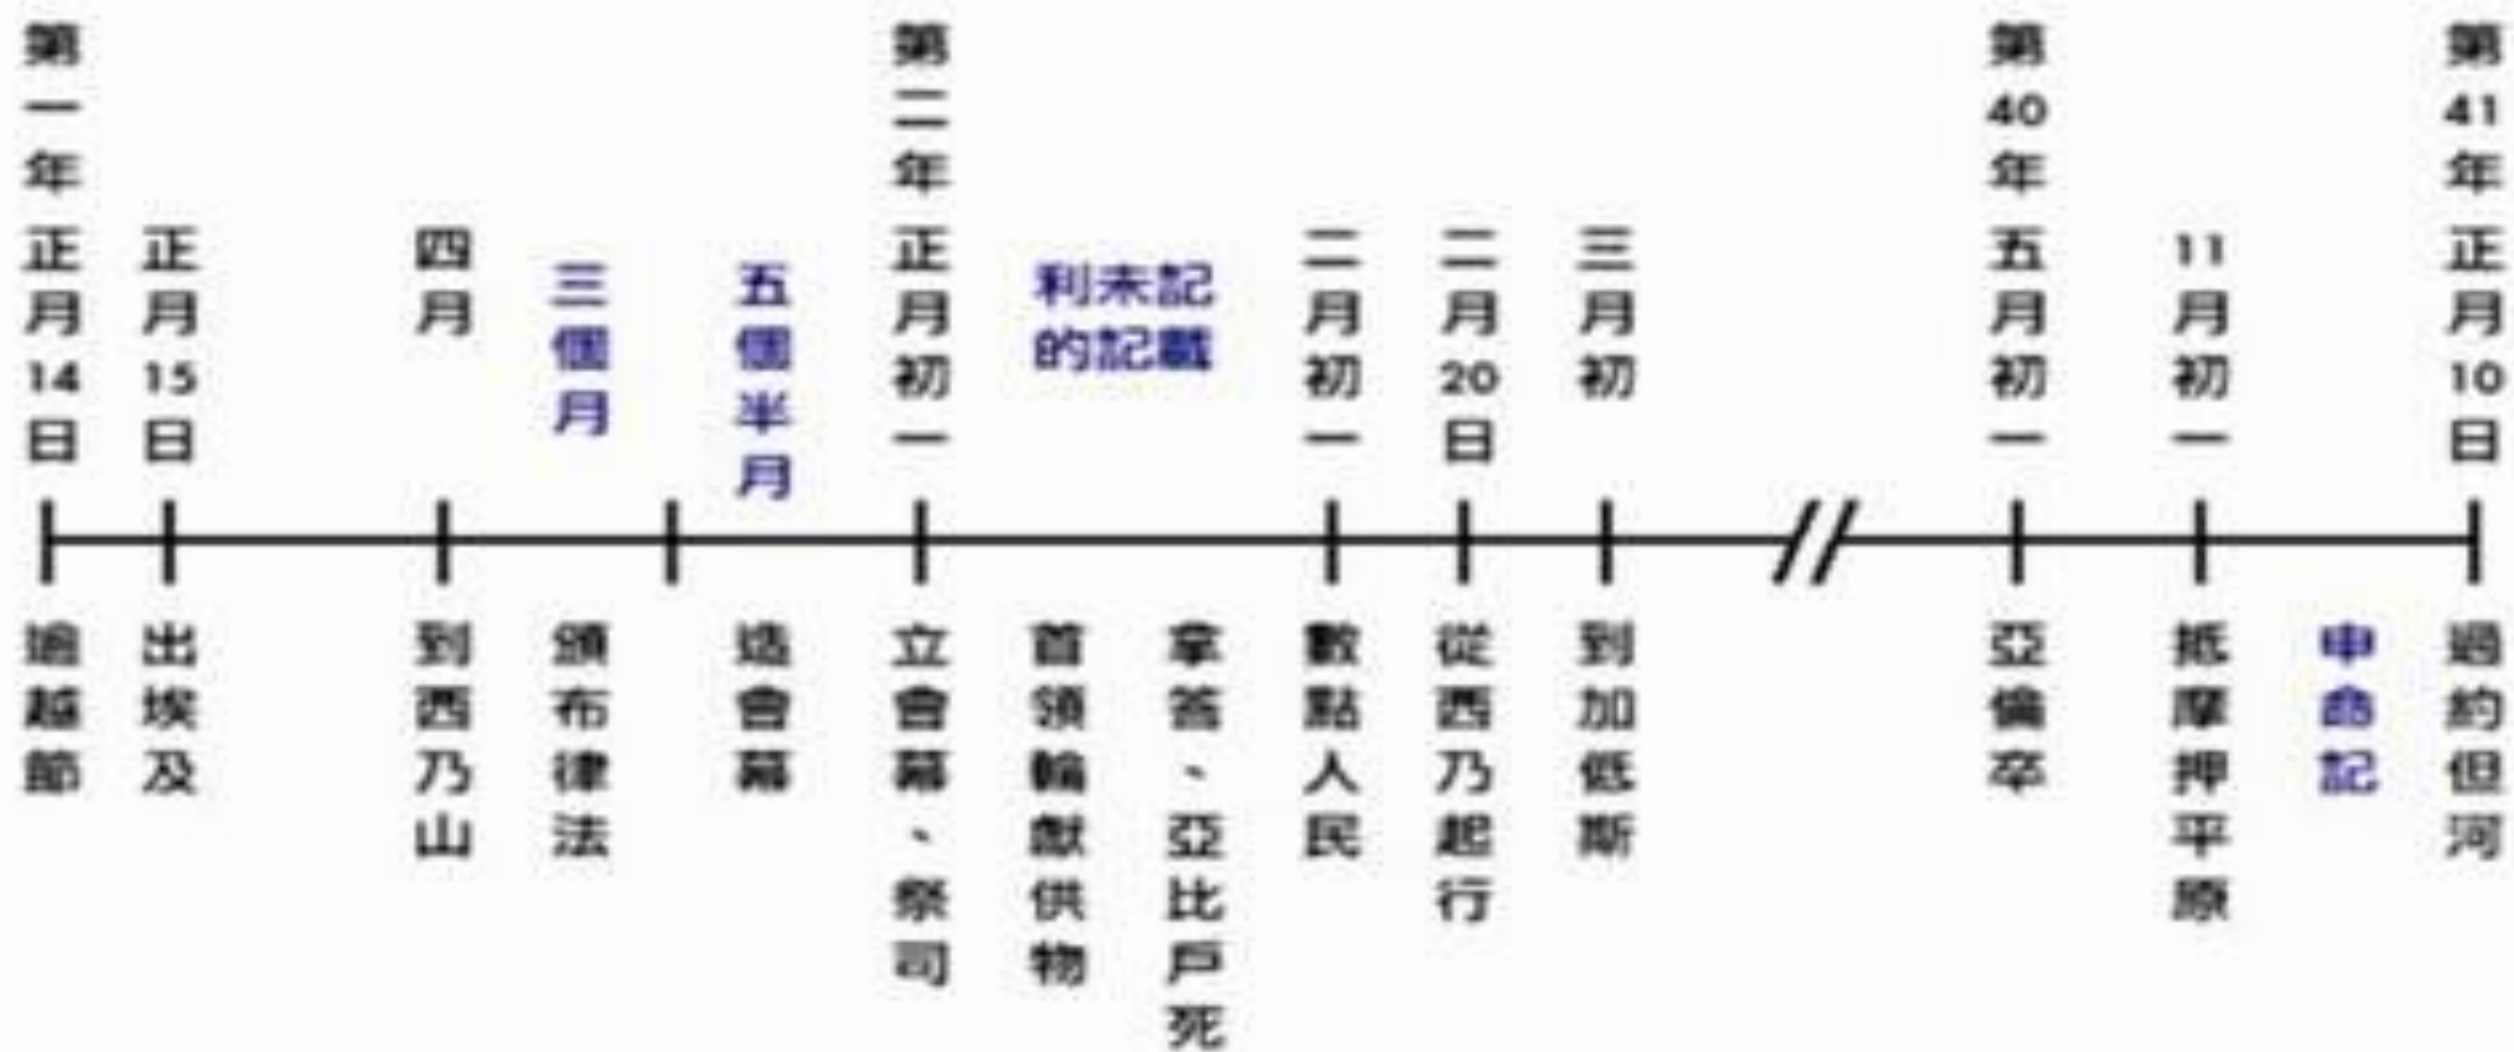 第一年正月14日
正月15日
四月
三個月
五個半月
第二年正月初一
利未記
的記載
二月初一
二月20日
三月初
第40年五月初一
11月初一
第41年正月10日
逾越節
出埃及
到西乃山
頒布律法
造會幕
立會幕、祭司
首領輪獻供物
拿答、亞比戶死
數點人民
從西乃起行
到加低斯
亞倫卒
抵摩押平原
申命記
過約但河